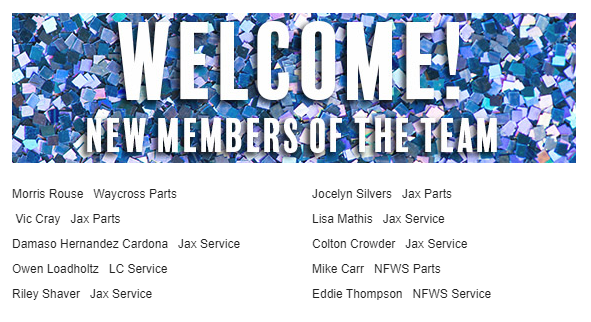 WELCOME!
NEW MEMBERS OF THE TEAM
Morris Rouse Waycross Parts
Vic Cray Jax Parts
Damaso Hernandez Cardona Jax Service
Owen Loadholtz LC Service
Riley Shaver Jax Service
Jocelyn Silvers Jax Parts
Lisa Mathis Jax Service
Colton Crowder Jax Service
Mike Carr NFWS Parts
Eddie Thompson NFWS Service